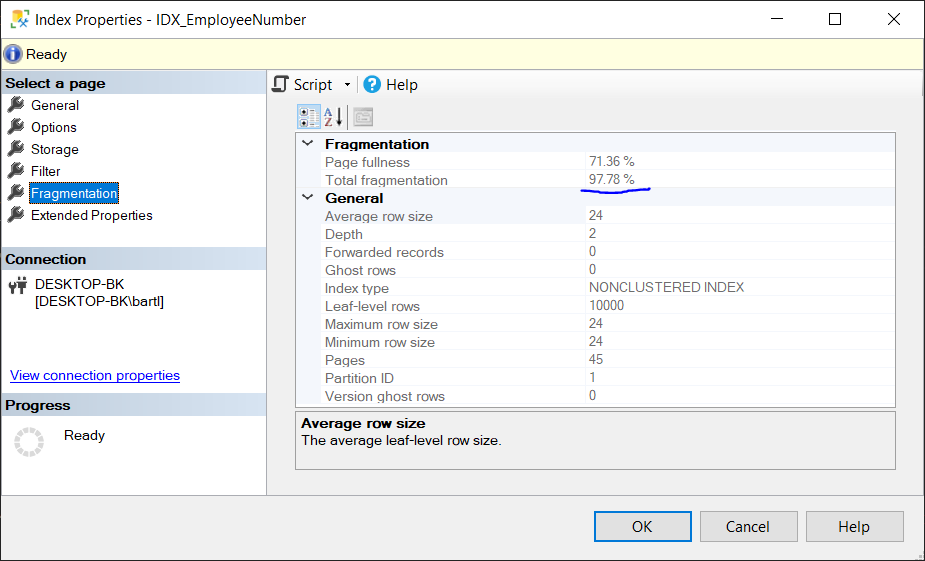 Index Properties - IDX_EmployeeNumber
Ready
Select a page
General
Options
Storage
Filter
Fragmentation
Extended Properties
Connection
DESKTOP-BK
[DESKTOP-BK\bartl]
View connection properties
Progress
Ready
Script Help
Fragmentation
Page fullness 71.36 %
Total fragmentation 97.78 %
General
Average row size 24
Depth 2
Forwarded records 0
Ghost rows 0
Index type NONCLUSTERED INDEX
Leaf-level rows 10000
Maximum row size 24
Minimum row size 24
Pages 45
Partition ID 1
Version ghost rows 0
Average row size
The average leaf-level row size.
OK Cancel Help